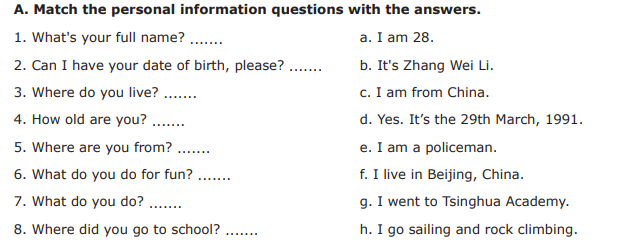 A. Match the personal information questions with the answers.
1. What's your full name? ....... a. I am 28.
2. Can I have your date of birth, please? ....... b. It's Zhang Wei Li.
3. Where do you live? ....... c. I am from China.
4. How old are you? ....... d. Yes. It’s the 29th March, 1991.
5. Where are you from? ....... e. I am a policeman.
6. What do you do for fun? ....... f. I live in Beijing, China.
7. What do you do? ....... g. I went to Tsinghua Academy.
8. Where did you go to school? ....... h. I go sailing and rock climbing.